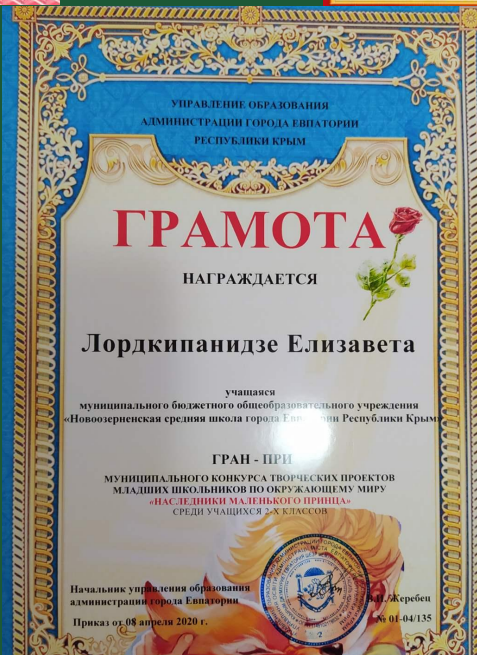 УПРАВЛЕНИЕ ОБРАЗОВАНИЯ
АДМИНИСТРАЦИИ ГОРОДА ЕВПАТОРИИ
РЕСПУБЛИКИ КРЫМ
ГРАМОТА
НАГРАЖДАЕТСЯ
Лордкипанидзе Елизавета
учащаяся
муниципального бюджетного общеобразовательного учреждения
«Новоозерненская средняя школа города Евпатории Республики Крым»
ГРАН - ПРИ
МУНИЦИПАЛЬНОГО КОНКУРСА ТВОРЧЕСКИХ ПРОЕКТОВ
МЛАДШИХ ШКОЛЬНИКОВ ПО ОКРУЖАЮЩЕМУ МИРУ
«НАСЛЕДНИКИ МАЛЕНЬКОГО ПРИНЦА»
СРЕДИ УЧАЩИХСЯ 2-Х КЛАССОВ
Начальник управления образования
администрации города Евпатории
Жеребец
Приказ от 08 апреля 2020 г.
№ 01-04/135